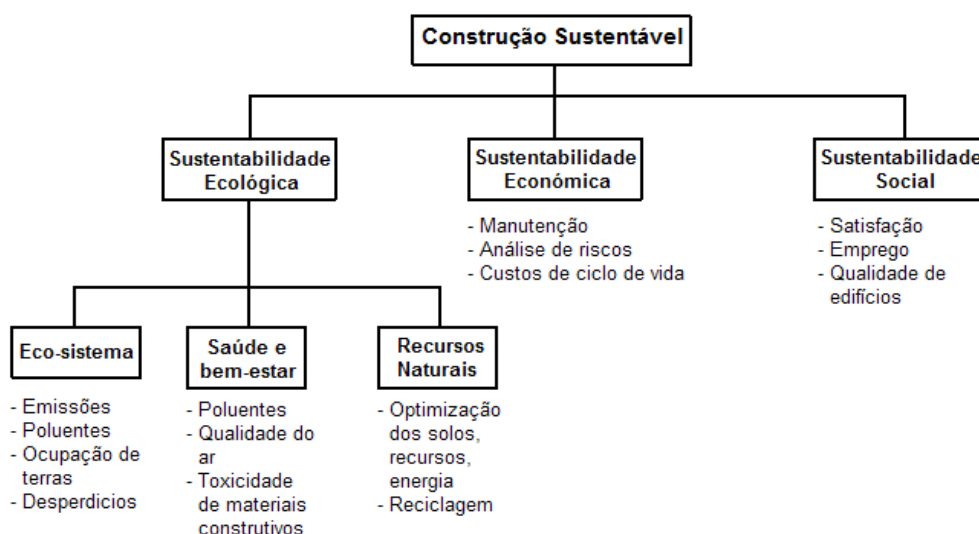 Construção Sustentável
Sustentabilidade
Ecológica
Sustentabilidade
Económica
- Manutenção
- Análise de riscos
- Custos de ciclo de vida
Sustentabilidade
Social
- Satisfação
- Emprego
- Qualidade de
edifícios
Eco-sistema
- Emissões
- Poluentes
- Ocupação de
terras
- Desperdicios
Saúde e
bem-estar
- Poluentes
- Qualidade do
ar
- Toxicidade
de materiais
construtivos
Recursos
Naturais
- Optimização
dos solos,
recursos,
energia
- Reciclagem